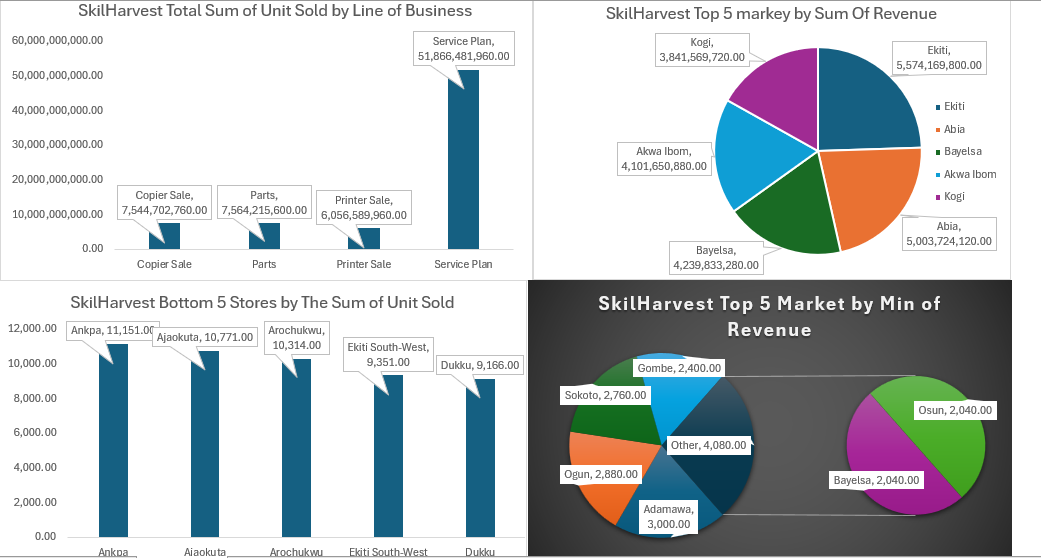 SkilHarvest Total Sum of Unit Sold by Line of Business
60,000,000,000.00
50,000,000,000.00
40,000,000,000.00
30,000,000,000.00
20,000,000,000.00
10,000,000,000.00
0.00
Service Plan,
51,866,481,960.00
Copier Sale,
7,544,702,760.00
Parts,
7,564,215,600.00
Printer Sale,
6,056,589,960.00
Copier Sale
Parts
Printer Sale
Service Plan
SkilHarvest Top 5 markey by Sum Of Revenue
Kogi,
3,841,569,720.00
Ekiti,
5,574,169,800.00
Akwa Ibom,
4,101,650,880.00
Abia,
5,003,724,120.00
Bayelsa,
4,239,833,280.00
Ekiti
Abia
Bayelsa
Akwa Ibom
Kogi
SkilHarvest Bottom 5 Stores by The Sum of Unit Sold
12,000.00
10,000.00
8,000.00
6,000.00
4,000.00
2,000.00
0.00
Ankpa, 11,151.00
Ajaokuta, 10,771.00
Arochukwu,
10,314.00
Ekiti South-West,
9,351.00
Dukku, 9,166.00
Ankpa
Ajaokuta
Arochukwu
Ekiti South-West
Dukku
SkilHarvest Top 5 Market by Min of
Revenue
Gombe, 2,400.00
Sokoto, 2,760.00
Other, 4,080.00
Ogun, 2,880.00
Adamawa,
3,000.00
Osun, 2,040.00
Bayelsa, 2,040.00